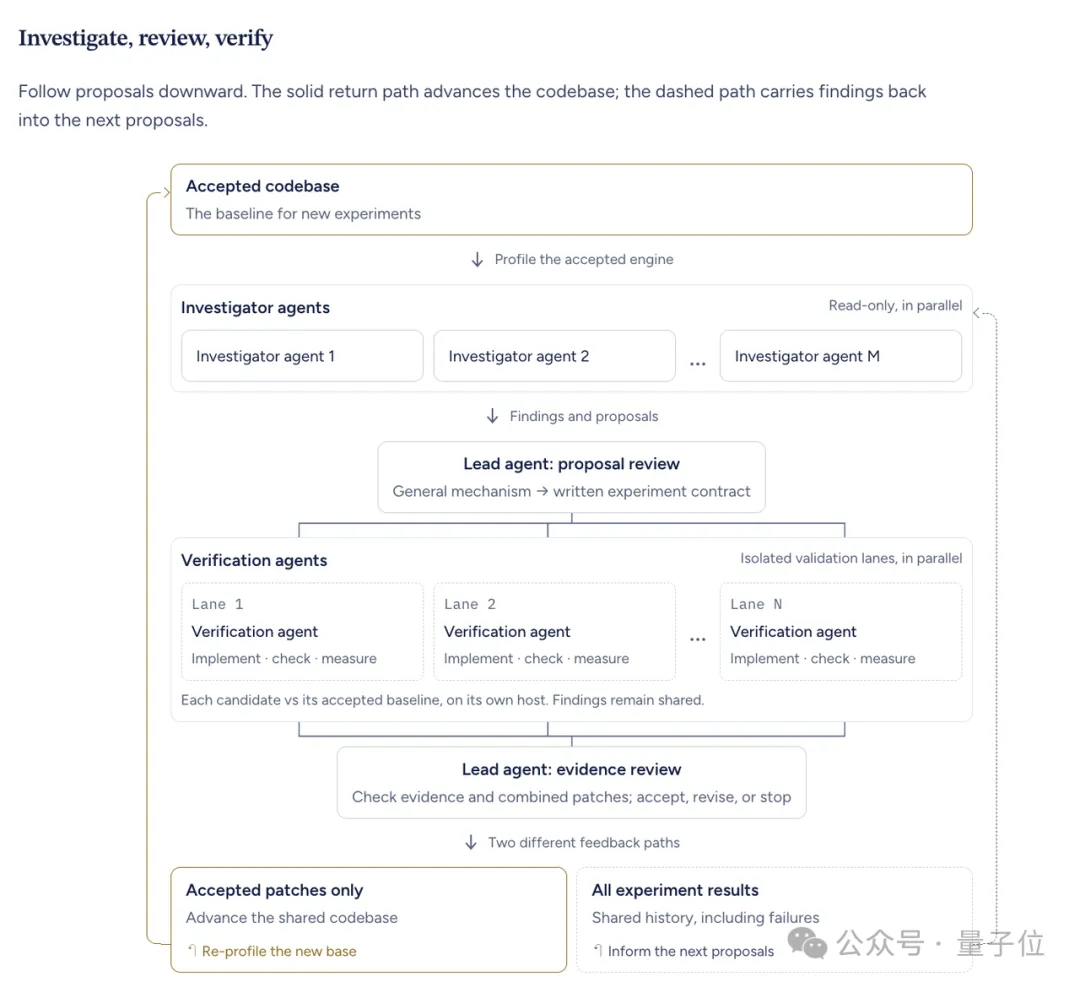 Investigate, review, verify
Follow proposals downward. The solid return path advances the codebase; the dashed path carries findings back
into the next proposals.
Accepted codebase
The baseline for new experiments
↓ Profile the accepted engine
Investigator agents
Read-only, in parallel
Investigator agent 1
Investigator agent 2
...
Investigator agent M
↓ Findings and proposals
Lead agent: proposal review
General mechanism → written experiment contract
Verification agents
Isolated validation lanes, in parallel
Lane 1
Verification agent
Implement · check · measure
Lane 2
Verification agent
Implement · check · measure
...
Lane N
Verification agent
Implement · check · measure
Each candidate vs its accepted baseline, on its own host. Findings remain shared.
Lead agent: evidence review
Check evidence and combined patches; accept, revise, or stop
↓ Two different feedback paths
Accepted patches only
Advance the shared codebase
↰ Re-profile the new base
All experiment results
Shared history, including failures
↰ Inform the next proposals
公众号 · 量子位